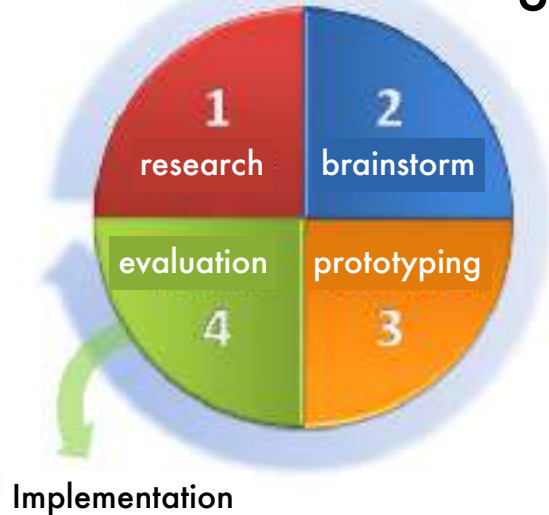 1
2
research
brainstorm
evaluation
prototyping
4
3
Implementation